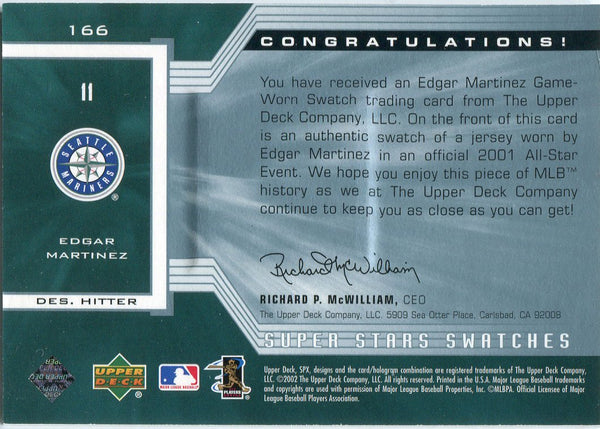 166
11
SEATTLE
MARINERS
®
EDGAR
MARTINEZ
DES. HITTER
CONGRATULATIONS!
You have received an Edgar Martinez Game-
Worn Swatch trading card from The Upper
Deck Company, LLC. On the front of this card
is an authentic swatch of a jersey worn by
Edgar Martinez in an official 2001 All-Star
Event. We hope you enjoy this piece of MLB™
history as we at The Upper Deck Company
continue to keep you as close as you can get!
Richard P. McWilliam
RICHARD P. McWILLIAM, CEO
The Upper Deck Company, LLC. 5909 Sea Otter Place, Carlsbad, CA 92008
SUPER STARS SWATCHES
UPPER
DECK
MAJOR LEAGUE BASEBALL
PLAYERS
Upper Deck, SPX, designs and the card/hologram combination are registered trademarks of The Upper Deck Company,
LLC. ©2002 The Upper Deck Company, LLC. All rights reserved. Printed in the U.S.A. Major League Baseball trademarks
and copyrights are used with permission of Major League Baseball Properties, Inc. ©MLBPA. Official Licensee of Major
League Baseball Players Association.